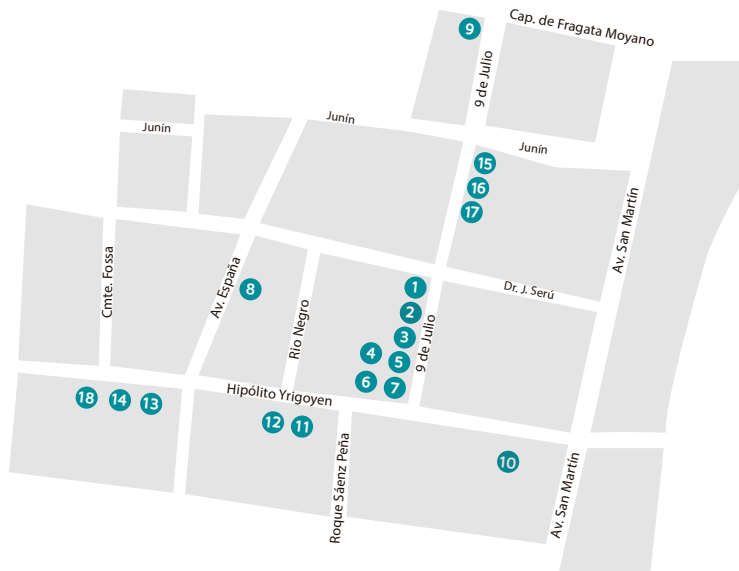 9
Cap. de Fragata Moyano
9 de Julio
Junín
Junín
Junín
15
16
17
Av. San Martín
Cmte. Fossa
Av. España
8
Rio Negro
1
2
3
4
5
6
7
9 de Julio
Dr. J. Serú
Hipólito Yrigoyen
18
14
13
12
11
Roque Sáenz Peña
10
Av. San Martín